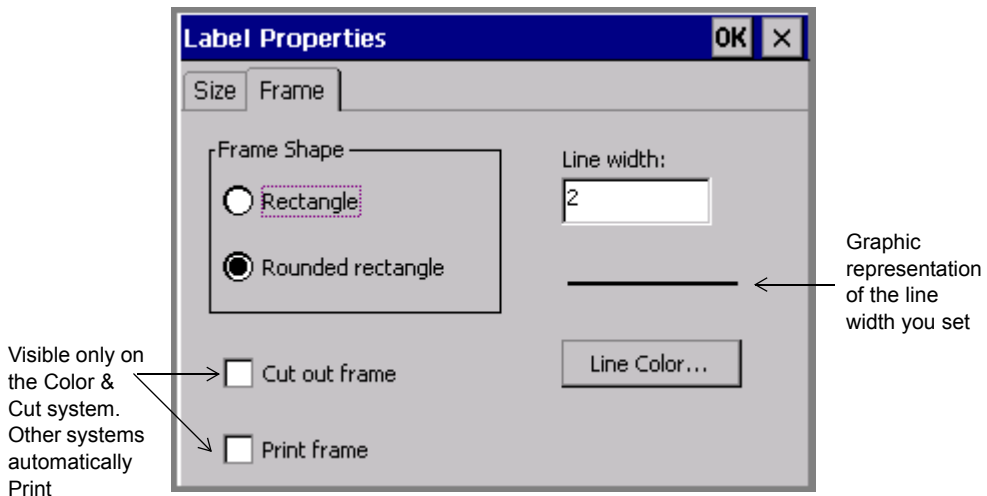 Label Properties
OK
Size
Frame
Frame Shape
Rectangle
Rounded rectangle
Line width:
2
Graphic
representation
of the line
width you set
Line Color...
Cut out frame
Print frame
Visible only on
the Color &
Cut system.
Other systems
automatically
Print